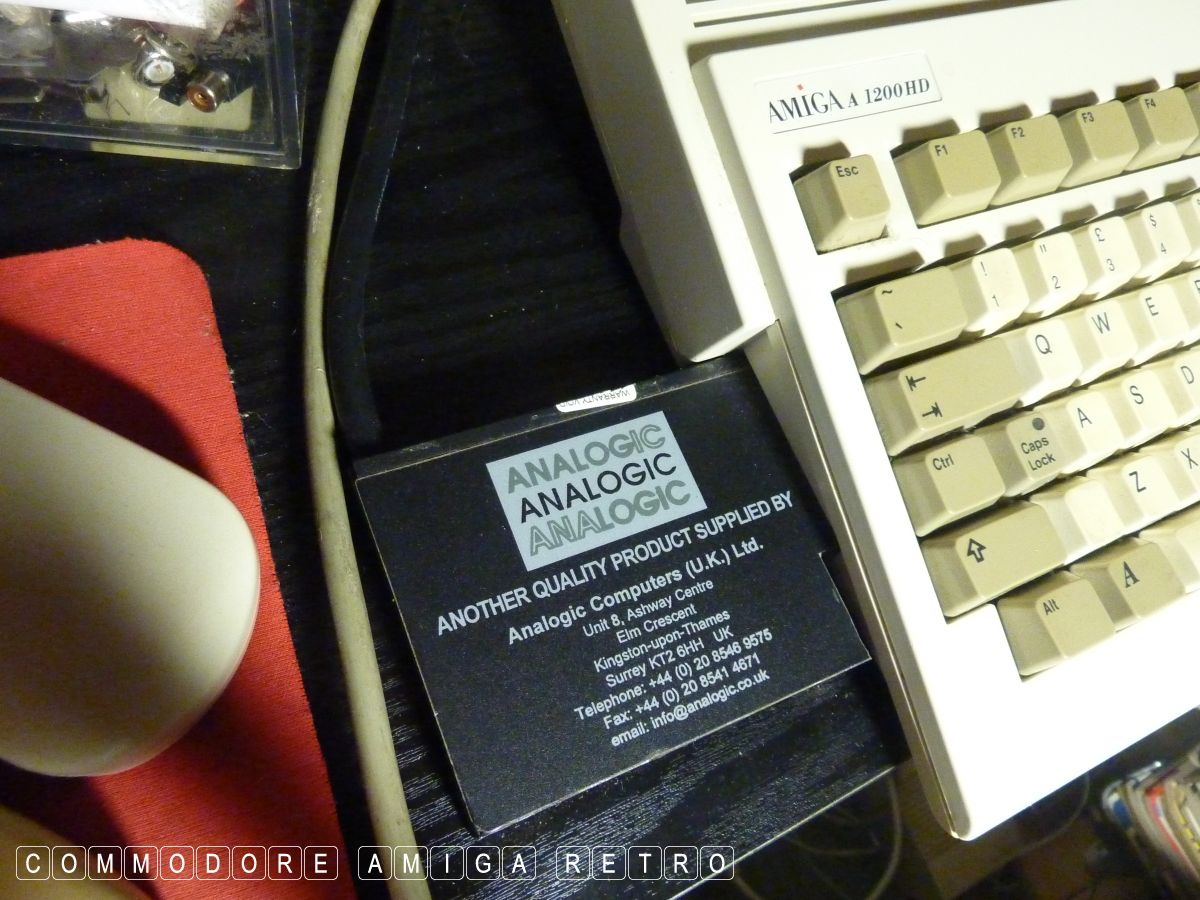 AMIGA A 1200HD
Esc F1 F2 F3 F4
~ ` ! 1 " 2 £ 3 $ 4
Q W E
Ctrl Caps Lock A S D
Z X
Alt A
WARRANTY VOID
ANALOGIC
ANALOGIC
ANALOGIC
ANOTHER QUALITY PRODUCT SUPPLIED BY
Analogic Computers (U.K.) Ltd.
Unit 8, Ashway Centre
Elm Crescent
Kingston-upon-Thames
Surrey KT2 6HH UK
Telephone: +44 (0) 20 8546 9575
Fax: +44 (0) 20 8541 4671
email: info@analogic.co.uk
COMMODORE AMIGA RETRO